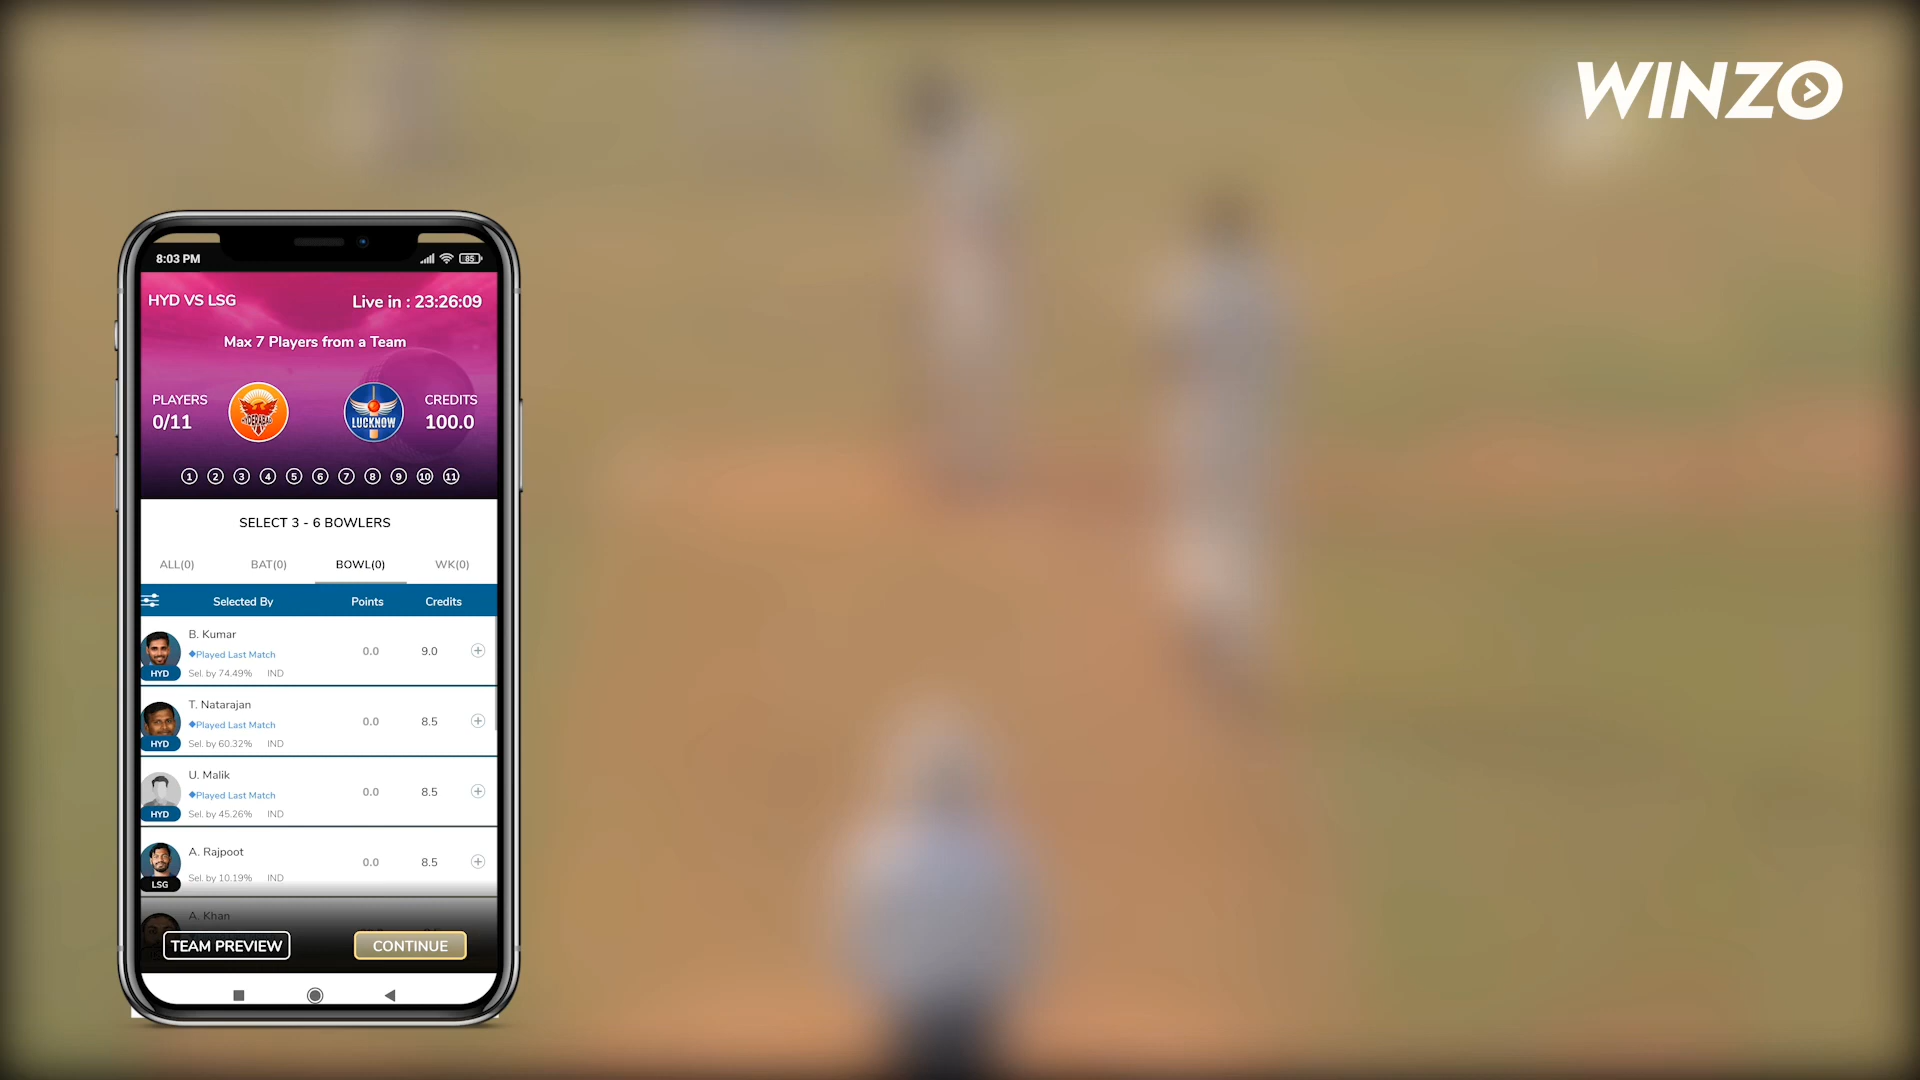 WINZO
8:03 PM
85
HYD VS LSG
Live in : 23:26:09
Max 7 Players from a Team
PLAYERS
0/11
HYDERABAD
LUCKNOW
CREDITS
100.0
1 2 3 4 5 6 7 8 9 10 11
SELECT 3 - 6 BOWLERS
ALL(0) BAT(0) BOWL(0) WK(0)
Selected By Points Credits
B. Kumar
◆Played Last Match
0.0 9.0
HYD Sel. by 74.49% IND
T. Natarajan
◆Played Last Match
0.0 8.5
HYD Sel. by 60.32% IND
U. Malik
◆Played Last Match
0.0 8.5
HYD Sel. by 45.26% IND
A. Rajpoot
0.0 8.5
LSG Sel. by 10.19% IND
A. Khan
TEAM PREVIEW CONTINUE